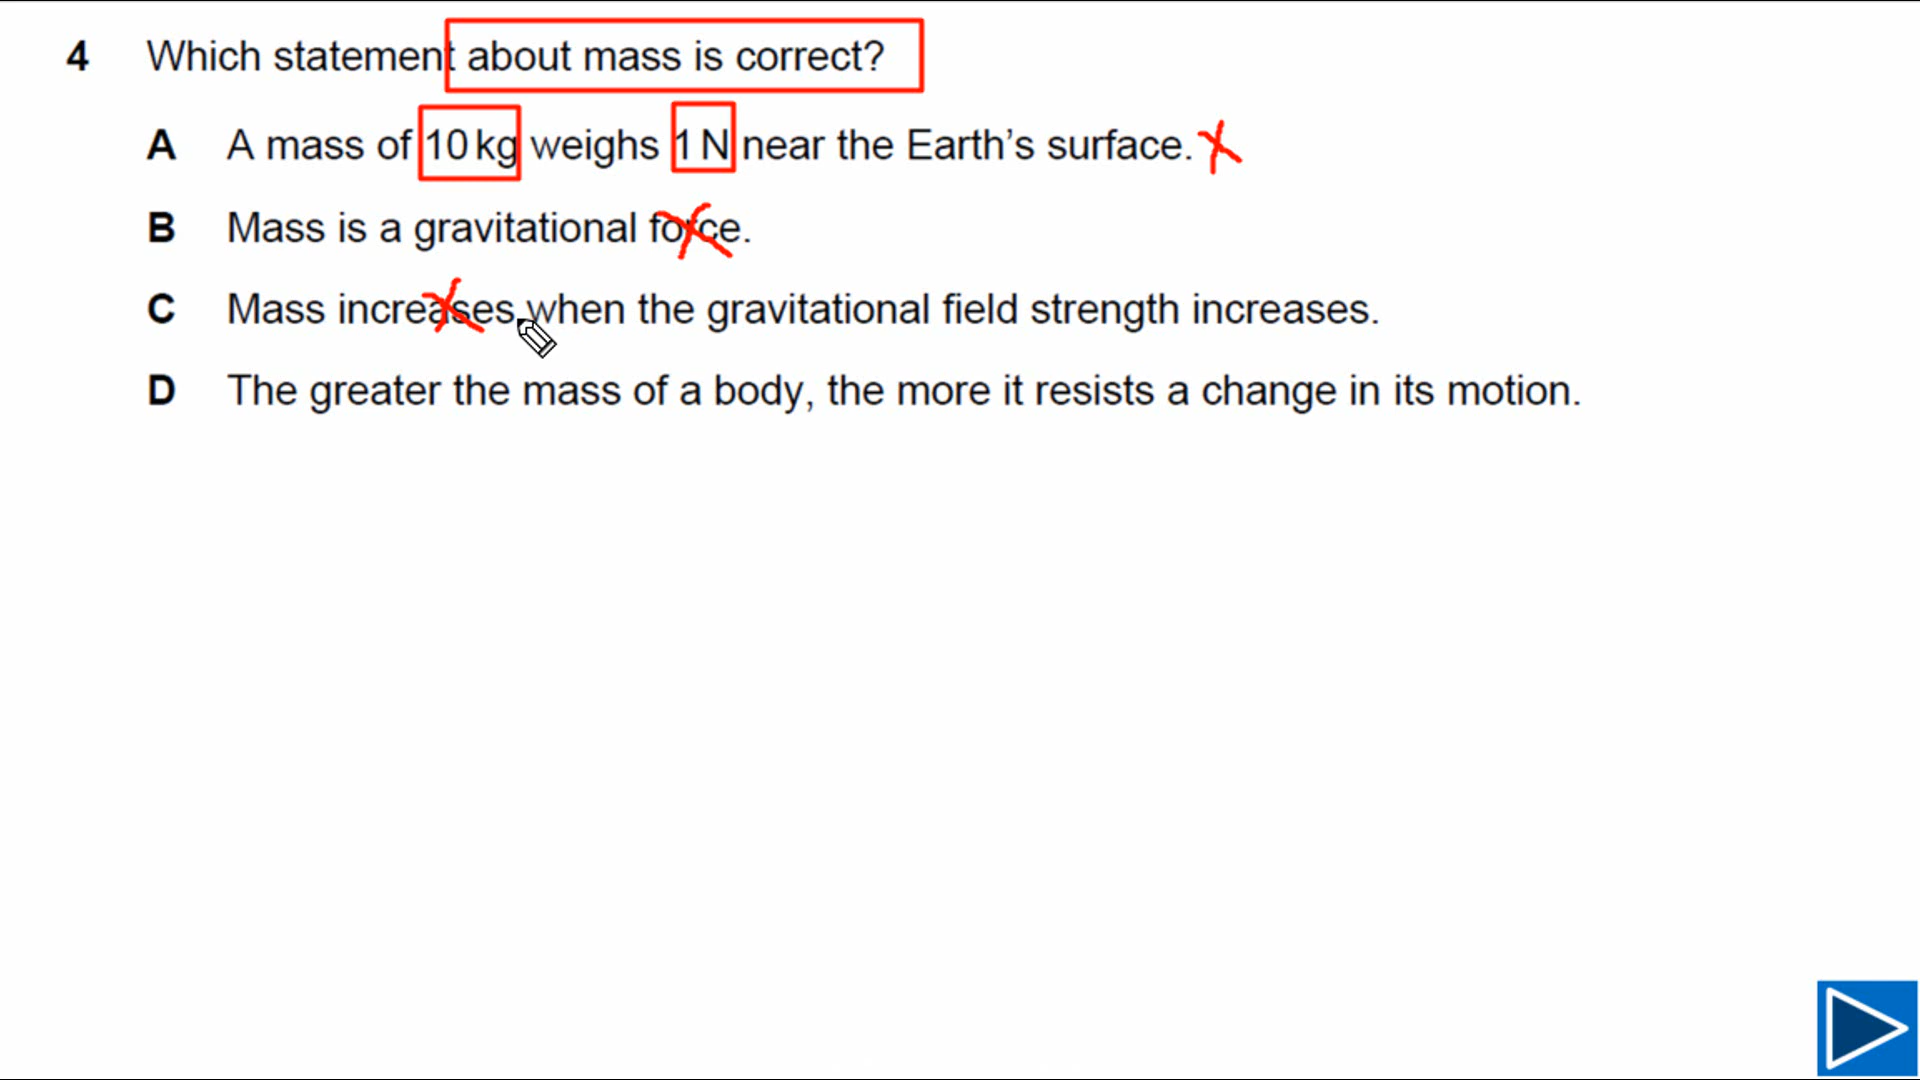 4 Which statement about mass is correct?
A A mass of 10 kg weighs 1 N near the Earth's surface.
B Mass is a gravitational force.
C Mass increases when the gravitational field strength increases.
D The greater the mass of a body, the more it resists a change in its motion.